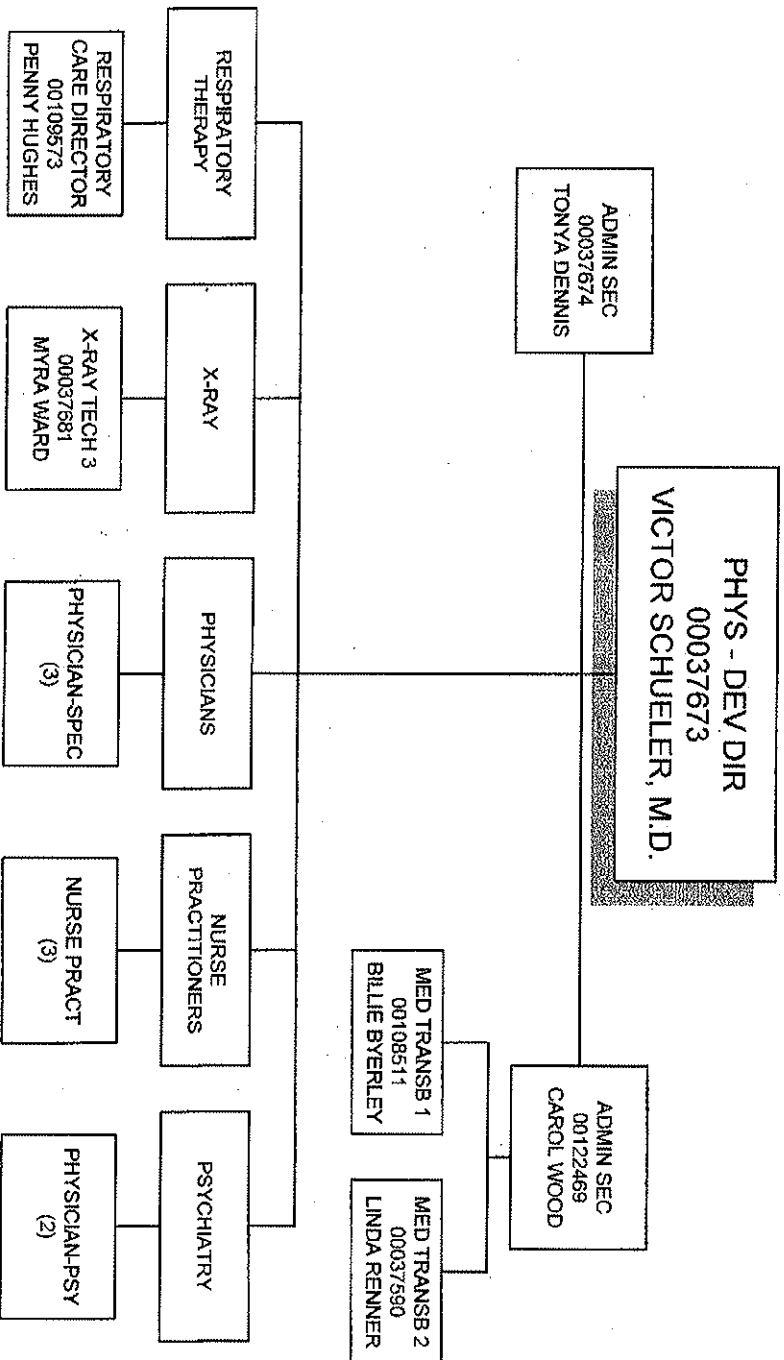 PHYS - DEV DIR
00037673
VICTOR SCHUELER, M.D.
ADMIN SEC
00037674
TONYA DENNIS
ADMIN SEC
00122469
CAROL WOOD
MED TRANSB 1
00108511
BILLIE BYERLEY
MED TRANSB 2
00037590
LINDA RENNER
RESPIRATORY
THERAPY
X-RAY
PHYSICIANS
NURSE
PRACTITIONERS
PSYCHIATRY
RESPIRATORY
CARE DIRECTOR
00109573
PENNY HUGHES
X-RAY TECH 3
00037681
MYRA WARD
PHYSICIAN-SPEC
(3)
NURSE PRACT
(3)
PHYSICIAN-PSY
(2)